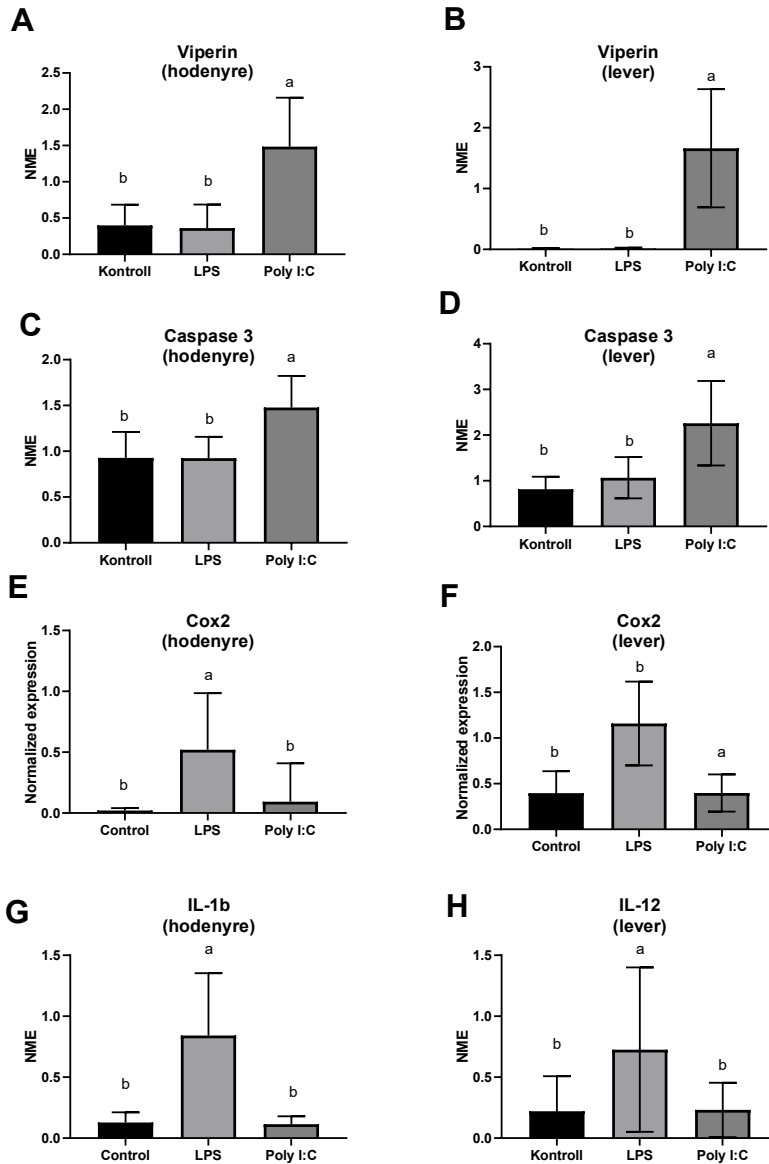 A
Viperin
(hodenyre)
NME
2.5
2.0
1.5
1.0
0.5
0.0
b
b
a
Kontroll
LPS
Poly I:C
B
Viperin
(lever)
NME
3
2
1
0
b
b
a
Kontroll
LPS
Poly I:C
C
Caspase 3
(hodenyre)
NME
2.0
1.5
1.0
0.5
0.0
b
b
a
Kontroll
LPS
Poly I:C
D
Caspase 3
(lever)
NME
4
3
2
1
0
b
b
a
Kontroll
LPS
Poly I:C
E
Cox2
(hodenyre)
Normalized expression
1.5
1.0
0.5
0.0
b
a
b
Control
LPS
Poly I:C
F
Cox2
(lever)
Normalized expression
2.0
1.5
1.0
0.5
0.0
b
b
a
Control
LPS
Poly I:C
G
IL-1b
(hodenyre)
NME
1.5
1.0
0.5
0.0
b
a
b
Control
LPS
Poly I:C
H
IL-12
(lever)
NME
1.5
1.0
0.5
0.0
b
a
b
Kontroll
LPS
Poly I:C